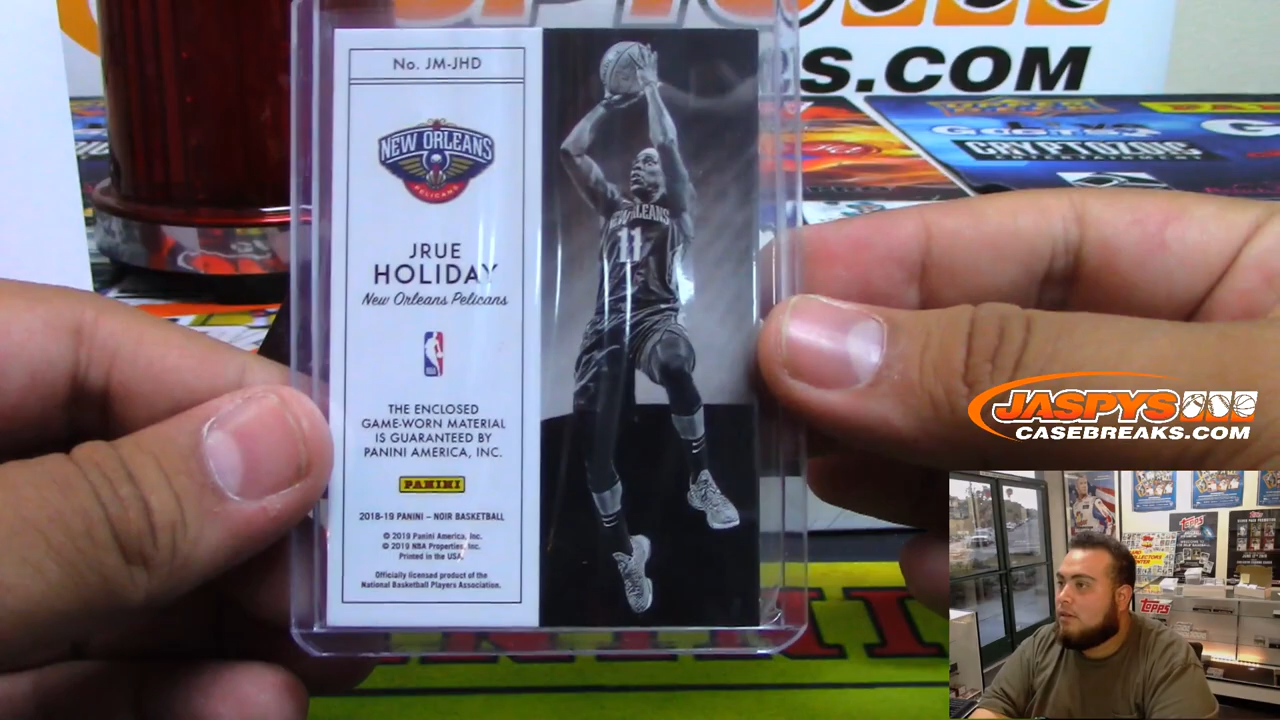 S.COM
No. JM-JHD
NEW ORLEANS
PELICANS
JRUE
HOLIDAY
New Orleans Pelicans
THE ENCLOSED
GAME-WORN MATERIAL
IS GUARANTEED BY
PANINI AMERICA, INC.
PANINI
2018-19 PANINI – NOIR BASKETBALL
© 2019 Panini America, Inc.
© 2019 NBA Properties, Inc.
Printed in the USA
Officially licensed product of the
National Basketball Players Association.
NEW ORLEANS
11
CRYPTOZOIC
ENTERTAINMENT
JASPYS
CASEBREAKS.COM
TOPPS
Topps